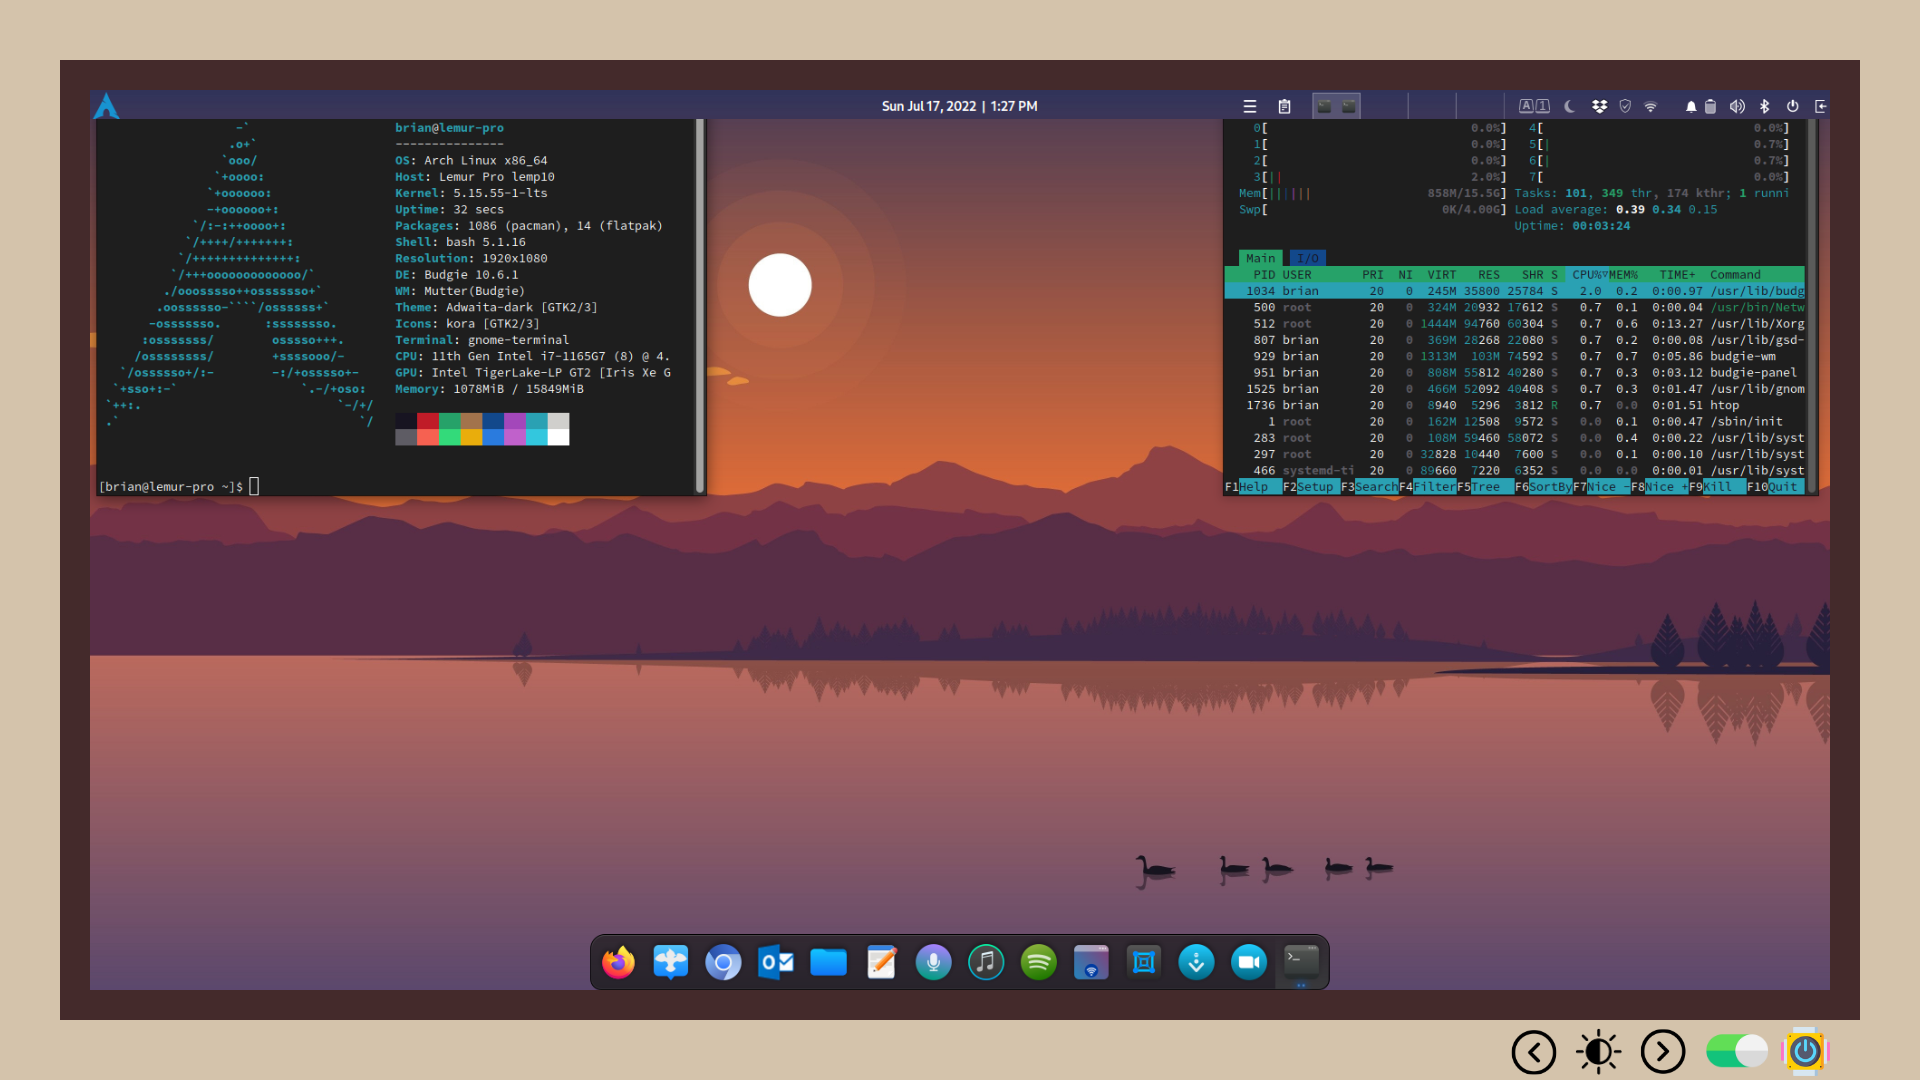 Sun Jul 17, 2022 | 1:27 PM
A 1
brian@lemur-pro
---------------
OS: Arch Linux x86_64
Host: Lemur Pro lemp10
Kernel: 5.15.55-1-lts
Uptime: 32 secs
Packages: 1086 (pacman), 14 (flatpak)
Shell: bash 5.1.16
Resolution: 1920x1080
DE: Budgie 10.6.1
WM: Mutter(Budgie)
Theme: Adwaita-dark [GTK2/3]
Icons: kora [GTK2/3]
Terminal: gnome-terminal
CPU: 11th Gen Intel i7-1165G7 (8) @ 4.
GPU: Intel TigerLake-LP GT2 [Iris Xe G
Memory: 1078MiB / 15849MiB
[brian@lemur-pro ~]$
0[ 0.0%] 4[ 0.0%]
1[ 0.0%] 5[| 0.7%]
2[ 0.0%] 6[| 0.7%]
3[|| 2.0%] 7[ 0.0%]
Mem[|||||| 858M/15.5G] Tasks: 101, 349 thr, 174 kthr; 1 runni
Swp[ 0K/4.00G] Load average: 0.39 0.34 0.15
Uptime: 00:03:24
Main I/O
PID USER PRI NI VIRT RES SHR S CPU%▽MEM% TIME+ Command
1034 brian 20 0 245M 35800 25784 S 2.0 0.2 0:00.97 /usr/lib/budg
500 root 20 0 324M 20932 17612 S 0.7 0.1 0:00.04 /usr/bin/Netw
512 root 20 0 1444M 94760 60304 S 0.7 0.6 0:13.27 /usr/lib/Xorg
807 brian 20 0 369M 28268 22080 S 0.7 0.2 0:00.08 /usr/lib/gsd-
929 brian 20 0 1313M 103M 74592 S 0.7 0.7 0:05.86 budgie-wm
951 brian 20 0 808M 55812 40280 S 0.7 0.3 0:03.12 budgie-panel
1525 brian 20 0 466M 52092 40408 S 0.7 0.3 0:01.47 /usr/lib/gnom
1736 brian 20 0 8940 5296 3812 R 0.7 0.0 0:01.51 htop
1 root 20 0 162M 12508 9572 S 0.0 0.1 0:00.47 /sbin/init
283 root 20 0 108M 59460 58072 S 0.0 0.4 0:00.22 /usr/lib/syst
297 root 20 0 32828 10440 7600 S 0.0 0.1 0:00.10 /usr/lib/syst
466 systemd-ti 20 0 89660 7220 6352 S 0.0 0.0 0:00.01 /usr/lib/syst
F1Help F2Setup F3SearchF4FilterF5Tree F6SortByF7Nice -F8Nice +F9Kill F10Quit